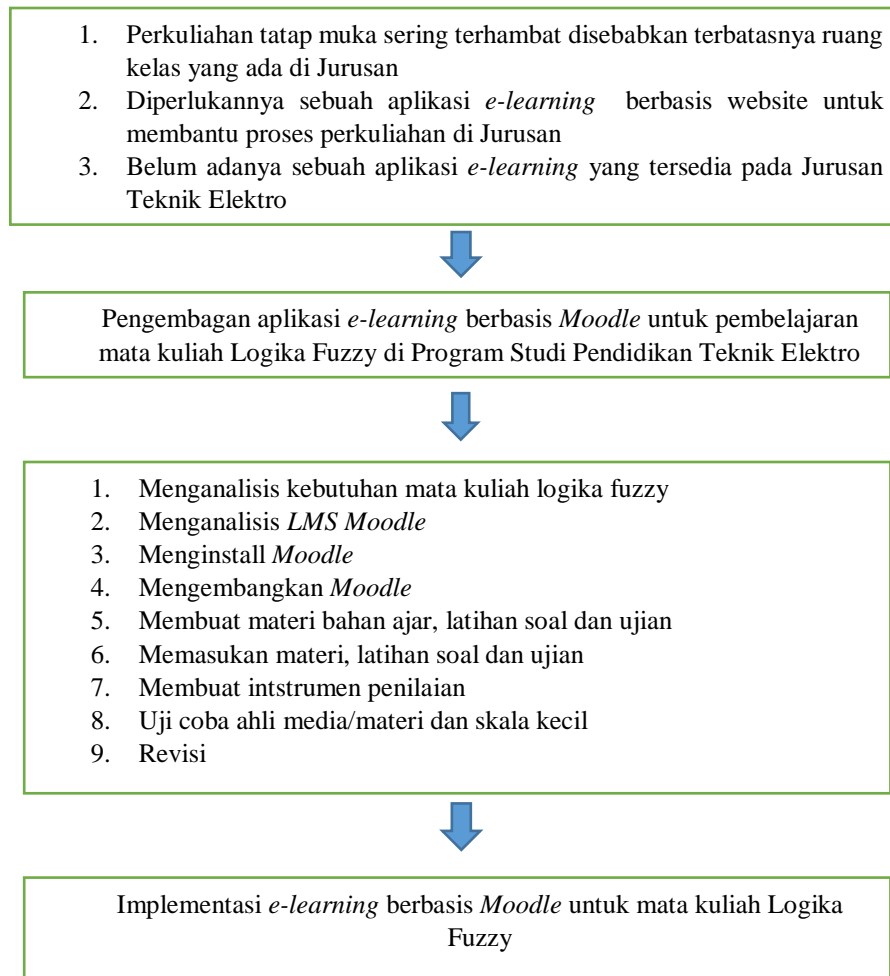 1. Perkuliahan tatap muka sering terhambat disebabkan terbatasnya ruang
kelas yang ada di Jurusan
2. Diperlukannya sebuah aplikasi e-learning berbasis website untuk
membantu proses perkuliahan di Jurusan
3. Belum adanya sebuah aplikasi e-learning yang tersedia pada Jurusan
Teknik Elektro
Pengembagan aplikasi e-learning berbasis Moodle untuk pembelajaran
mata kuliah Logika Fuzzy di Program Studi Pendidikan Teknik Elektro
1. Menganalisis kebutuhan mata kuliah logika fuzzy
2. Menganalisis LMS Moodle
3. Menginstall Moodle
4. Mengembangkan Moodle
5. Membuat materi bahan ajar, latihan soal dan ujian
6. Memasukan materi, latihan soal dan ujian
7. Membuat intstrumen penilaian
8. Uji coba ahli media/materi dan skala kecil
9. Revisi
Implementasi e-learning berbasis Moodle untuk mata kuliah Logika
Fuzzy